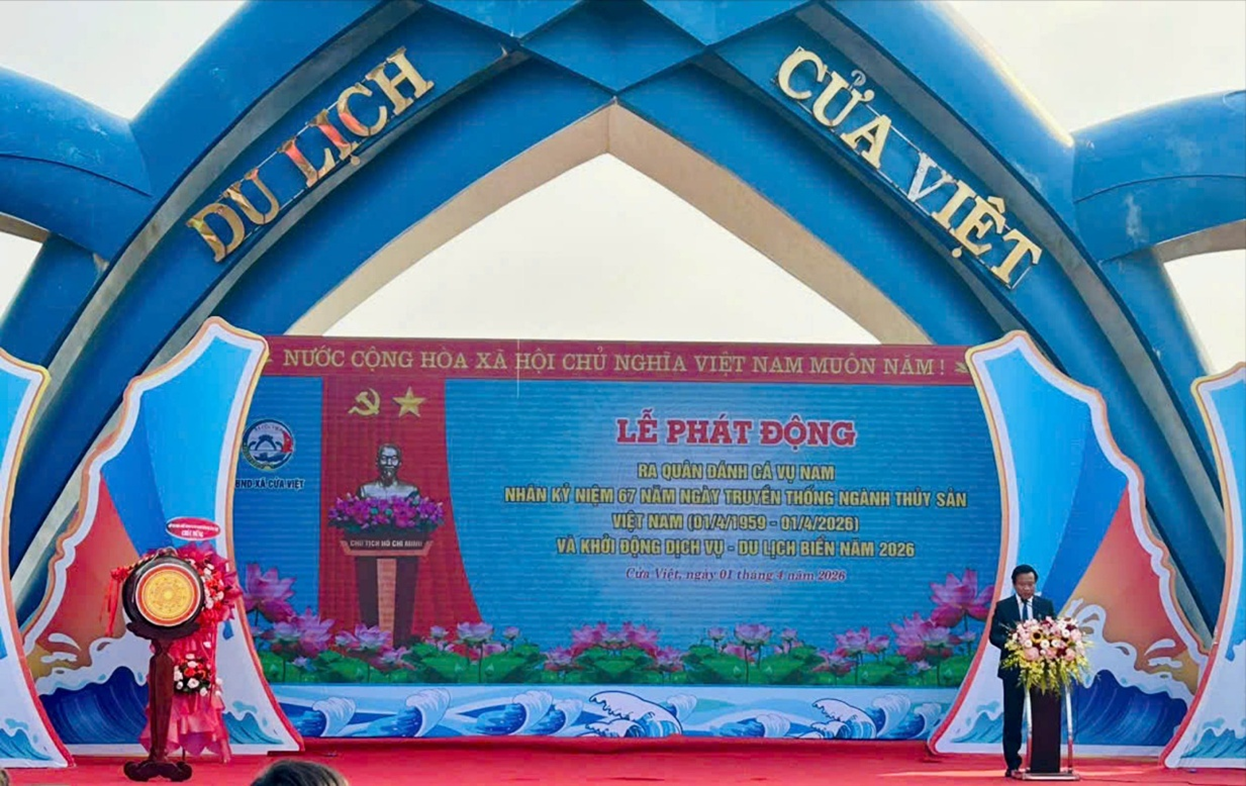 DU LỊCH
CỬA VIỆT
NƯỚC CỘNG HÒA XÃ HỘI CHỦ NGHĨA VIỆT NAM MUÔN NĂM !
LỄ PHÁT ĐỘNG
RA QUÂN ĐÁNH CÁ VỤ NAM
NHÂN KỶ NIỆM 67 NĂM NGÀY TRUYỀN THỐNG NGÀNH THỦY SẢN
VIỆT NAM (01/4/1959 - 01/4/2026)
VÀ KHỞI ĐỘNG DỊCH VỤ - DU LỊCH BIỂN NĂM 2026
Cửa Việt, ngày 01 tháng 4 năm 2026
BND XÃ CỬA VIỆT
CHỦ TỊCH HỒ CHÍ MINH